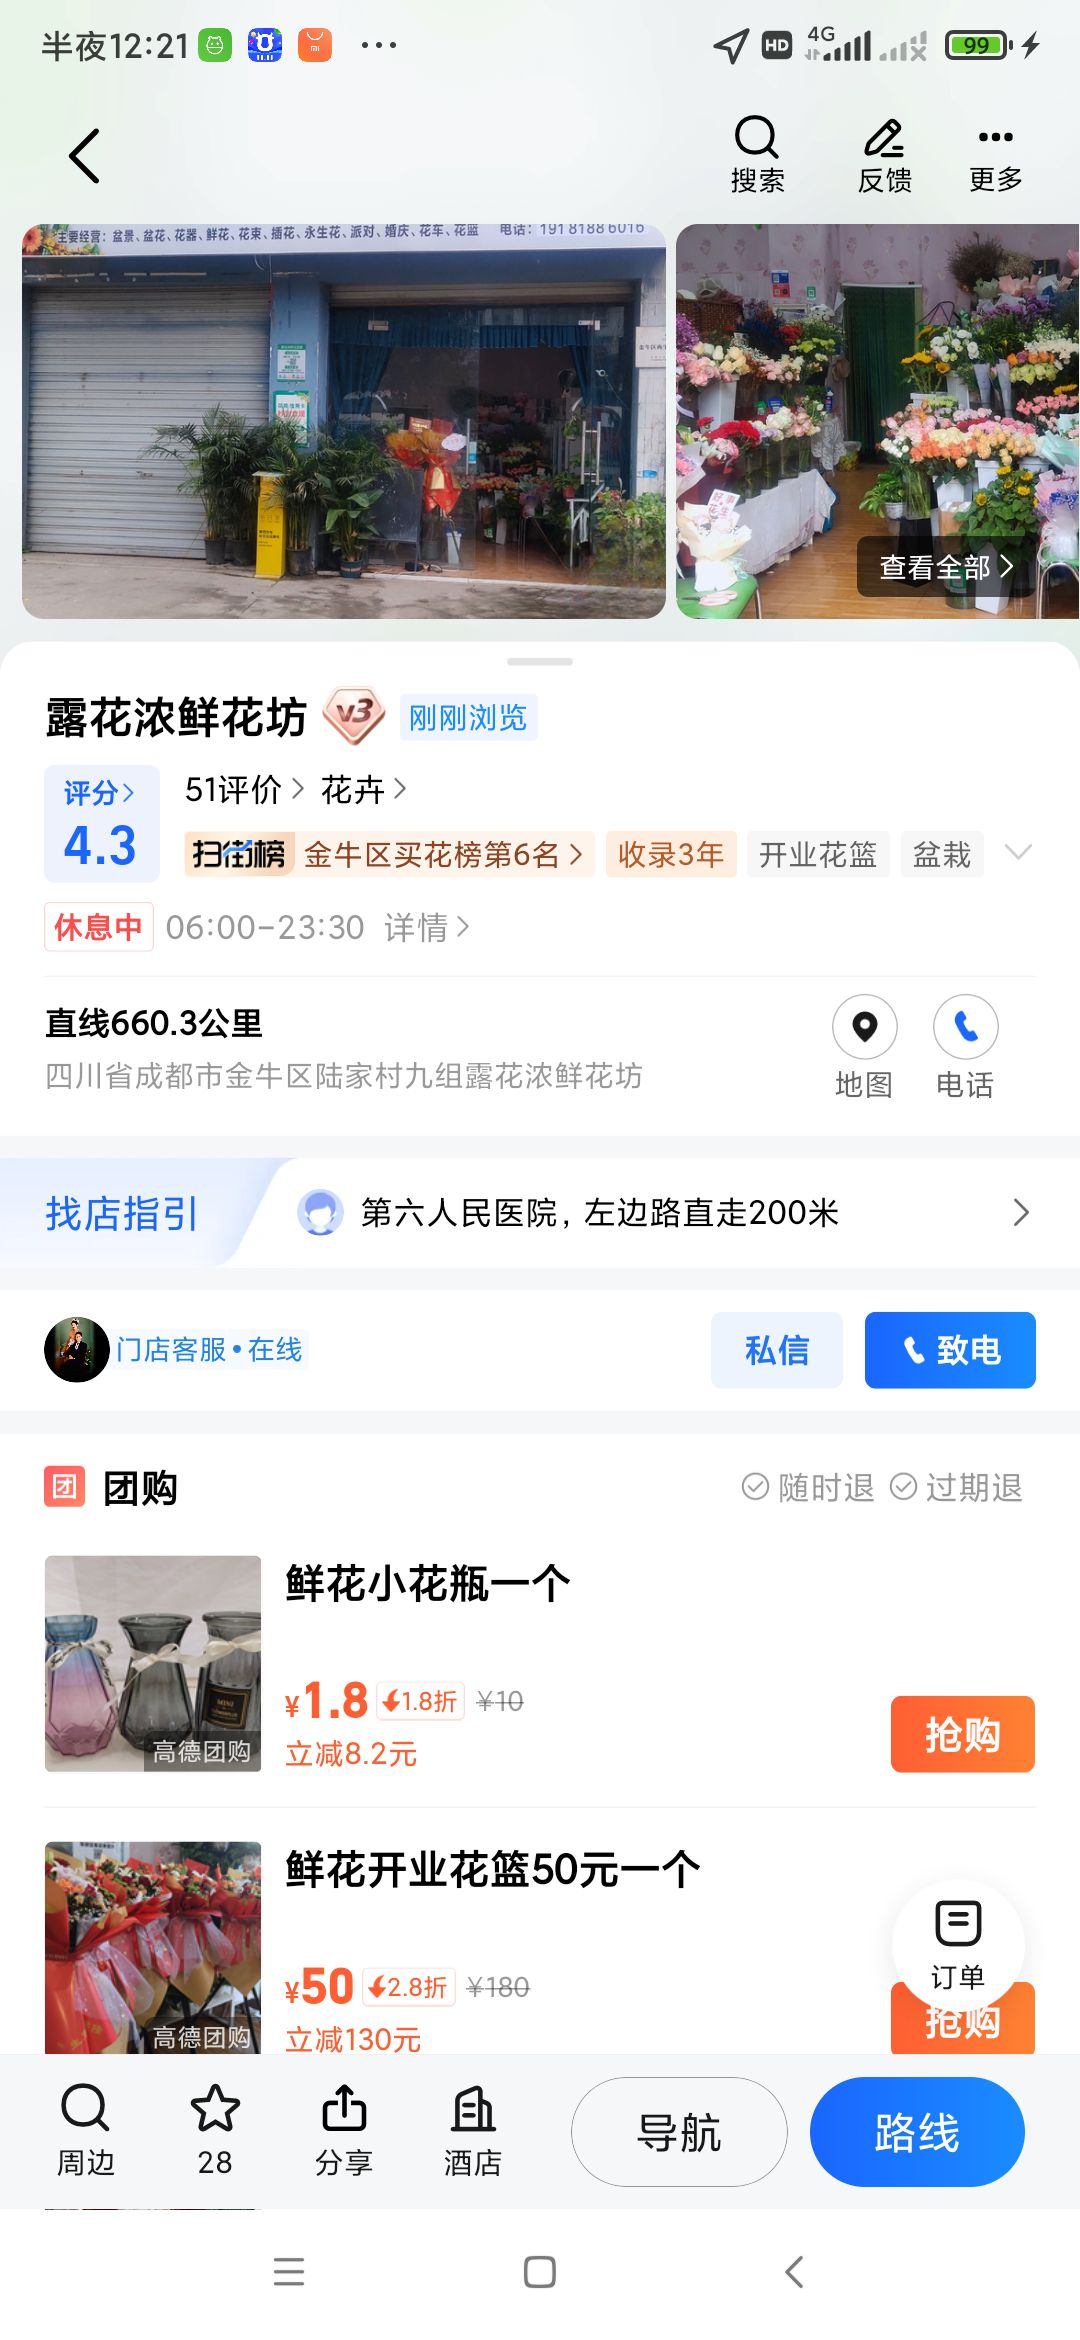 半夜12:21
HD 4G 99
搜索 反馈 更多
主要经营：盆景、盆花、花器、鲜花、花束、插花、永生花、派对、婚庆、花车、花篮 电话：191 8188 6016
查看全部
露花浓鲜花坊 v3 刚刚浏览
评分 4.3
51评价 花卉
扫街榜 金牛区买花榜第6名 收录3年 开业花篮 盆栽
休息中 06:00-23:30 详情
直线660.3公里
四川省成都市金牛区陆家村九组露花浓鲜花坊
地图 电话
找店指引 第六人民医院，左边路直走200米
门店客服•在线 私信 致电
团 团购 随时退 过期退
鲜花小花瓶一个
¥1.8 1.8折 ¥10
立减8.2元
抢购
高德团购
鲜花开业花篮50元一个
¥50 2.8折 ¥180
立减130元
抢购
高德团购
订单
周边 28 分享 酒店 导航 路线